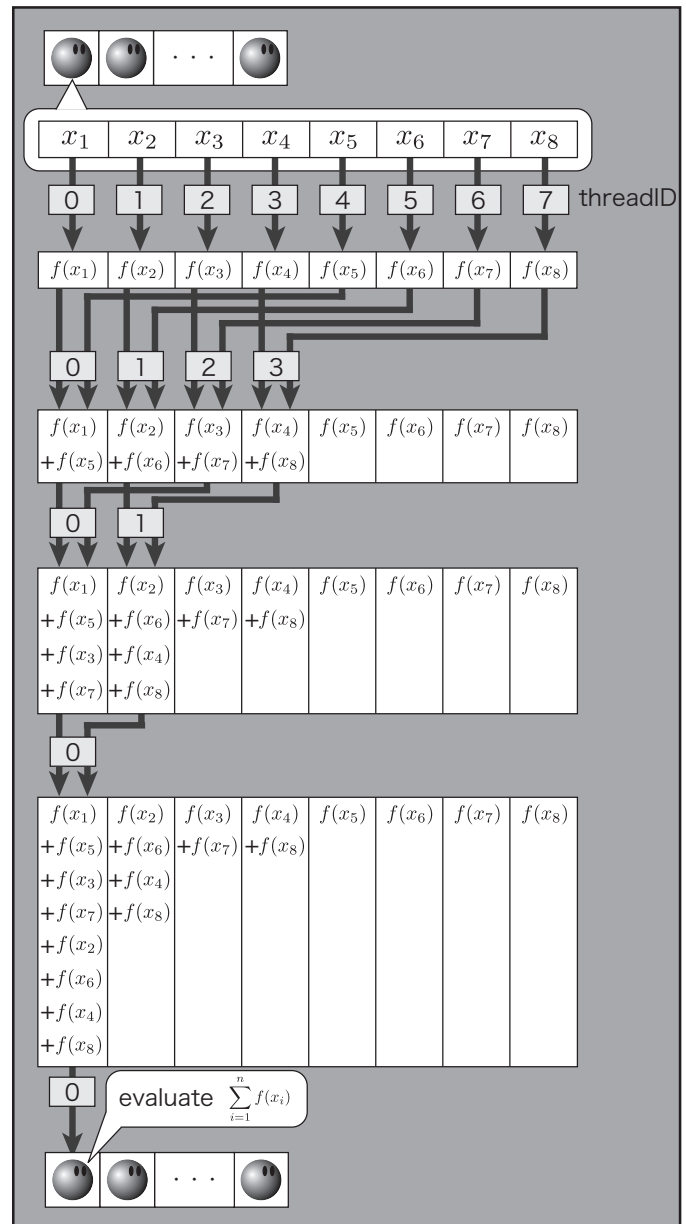 . . .
x₁ x₂ x₃ x₄ x₅ x₆ x₇ x₈
0 1 2 3 4 5 6 7 threadID
f(x₁) f(x₂) f(x₃) f(x₄) f(x₅) f(x₆) f(x₇) f(x₈)
0 1 2 3
f(x₁) f(x₂) f(x₃) f(x₄) f(x₅) f(x₆) f(x₇) f(x₈)
+f(x₅) +f(x₆) +f(x₇) +f(x₈)
0 1
f(x₁) f(x₂) f(x₃) f(x₄) f(x₅) f(x₆) f(x₇) f(x₈)
+f(x₅) +f(x₆) +f(x₇) +f(x₈)
+f(x₃) +f(x₄)
+f(x₇) +f(x₈)
0
f(x₁) f(x₂) f(x₃) f(x₄) f(x₅) f(x₆) f(x₇) f(x₈)
+f(x₅) +f(x₆) +f(x₇) +f(x₈)
+f(x₃) +f(x₄)
+f(x₇) +f(x₈)
+f(x₂)
+f(x₆)
+f(x₄)
+f(x₈)
0 evaluate ∑ⁿᵢ₌₁ f(xᵢ)
. . .